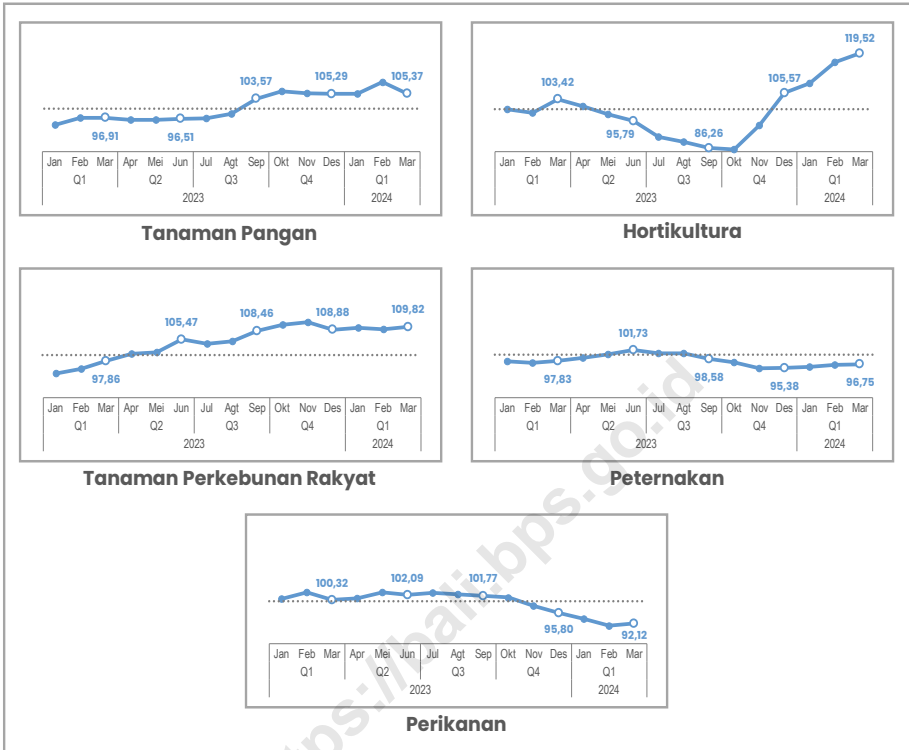 103,57
105,29
105,37
96,91
96,51
Jan Feb Mar Apr Mei Jun Jul Agt Sep Okt Nov Des Jan Feb Mar
Q1 Q2 Q3 Q4 Q1
2023 2024
Tanaman Pangan
119,52
103,42
105,57
95,79
86,26
Jan Feb Mar Apr Mei Jun Jul Agt Sep Okt Nov Des Jan Feb Mar
Q1 Q2 Q3 Q4 Q1
2023 2024
Hortikultura
105,47
108,46
108,88
109,82
97,86
Jan Feb Mar Apr Mei Jun Jul Agt Sep Okt Nov Des Jan Feb Mar
Q1 Q2 Q3 Q4 Q1
2023 2024
Tanaman Perkebunan Rakyat
101,73
97,83
98,58
95,38
96,75
Jan Feb Mar Apr Mei Jun Jul Agt Sep Okt Nov Des Jan Feb Mar
Q1 Q2 Q3 Q4 Q1
2023 2024
Peternakan
100,32
102,09
101,77
95,80
92,12
Jan Feb Mar Apr Mei Jun Jul Agt Sep Okt Nov Des Jan Feb Mar
Q1 Q2 Q3 Q4 Q1
2023 2024
Perikanan
ttps://bali.bps.go.id